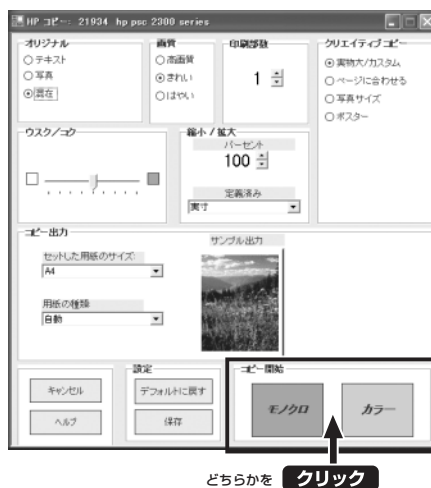 HP コピー: 21934 hp psc 2300 series
オリジナル
テキスト
写真
混在
画質
高画質
きれい
はやい
印刷部数
1
クリエイティブ コピー
実物大/カスタム
ページに合わせる
写真サイズ
ポスター
ウスク/コク
縮小 / 拡大
パーセント
100
定義済み
実寸
コピー出力
セットした用紙のサイズ:
A4
用紙の種類
自動
サンプル出力
キャンセル
ヘルプ
設定
デフォルトに戻す
保存
コピー開始
モノクロ
カラー
どちらかを クリック